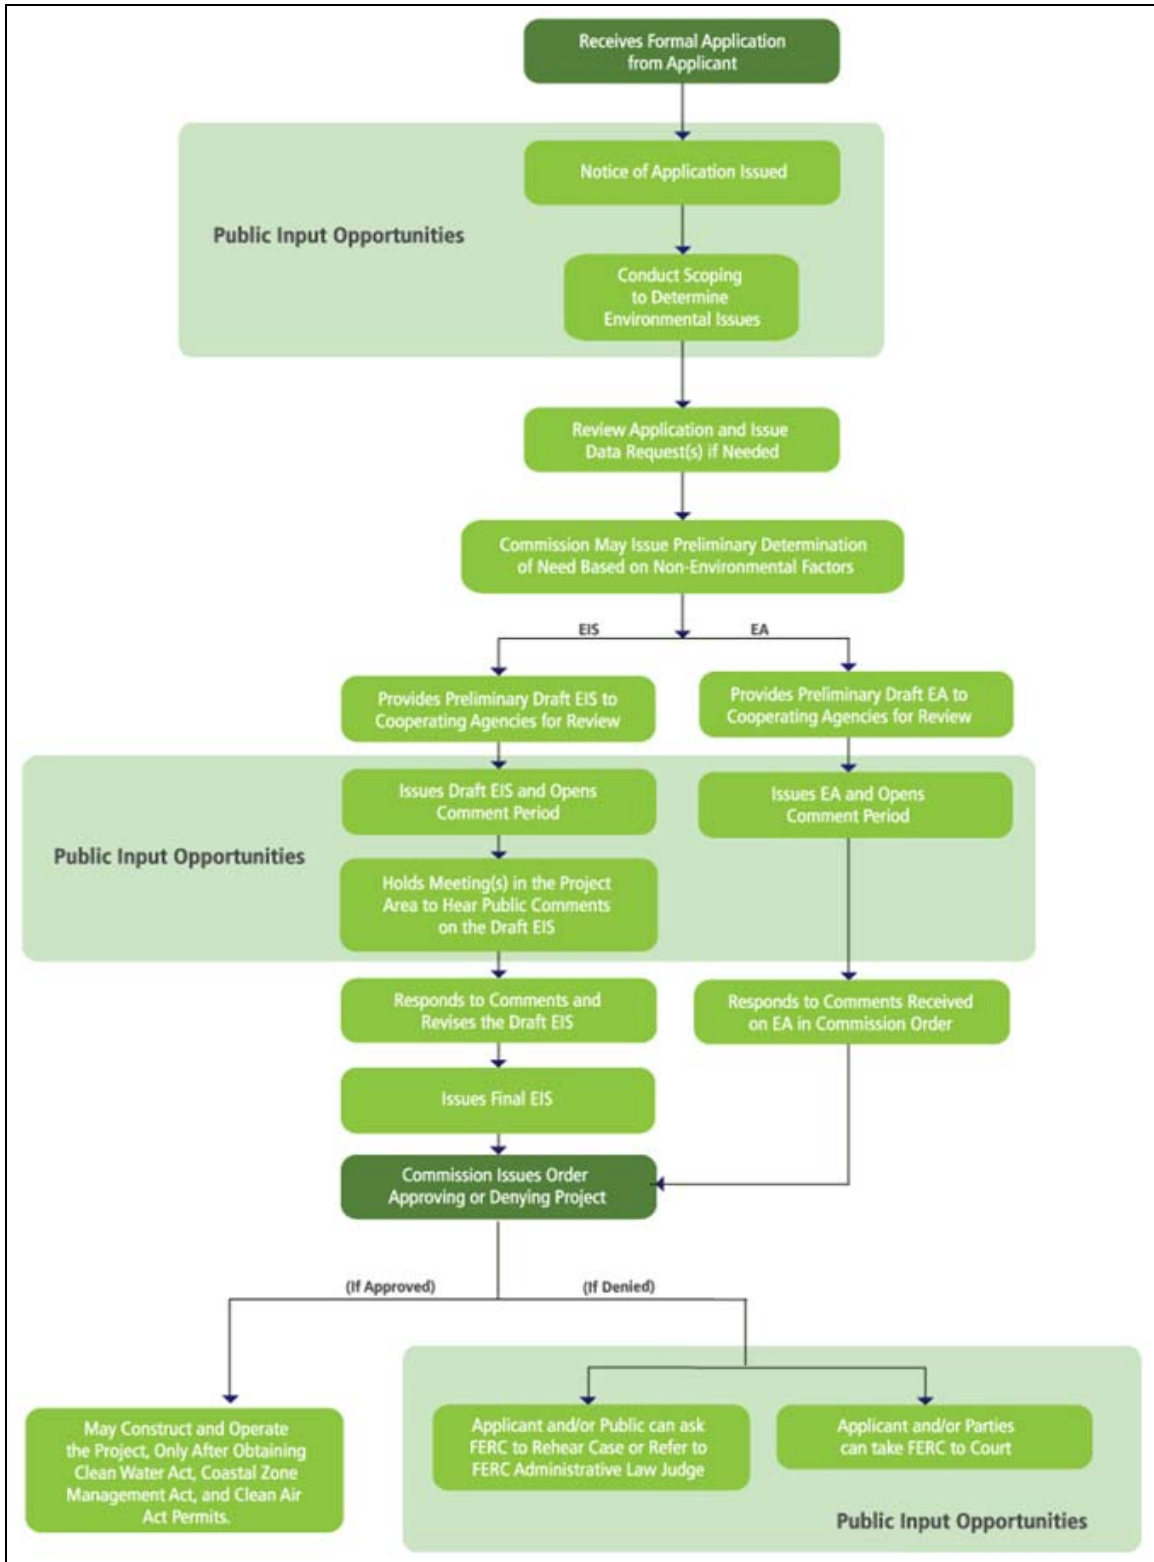 Receives Formal Application
from Applicant
Notice of Application Issued
Public Input Opportunities
Conduct Scoping
to Determine
Environmental Issues
Review Application and Issue
Data Request(s) if Needed
Commission May Issue Preliminary Determination
of Need Based on Non-Environmental Factors
EIS
EA
Provides Preliminary Draft EIS to
Cooperating Agencies for Review
Provides Preliminary Draft EA to
Cooperating Agencies for Review
Issues Draft EIS and Opens
Comment Period
Issues EA and Opens
Comment Period
Public Input Opportunities
Holds Meeting(s) in the Project
Area to Hear Public Comments
on the Draft EIS
Responds to Comments and
Revises the Draft EIS
Responds to Comments Received
on EA in Commission Order
Issues Final EIS
Commission Issues Order
Approving or Denying Project
(If Approved)
(If Denied)
May Construct and Operate
the Project, Only After Obtaining
Clean Water Act, Coastal Zone
Management Act, and Clean Air
Act Permits.
Applicant and/or Public can ask
FERC to Rehear Case or Refer to
FERC Administrative Law Judge
Applicant and/or Parties
can take FERC to Court
Public Input Opportunities